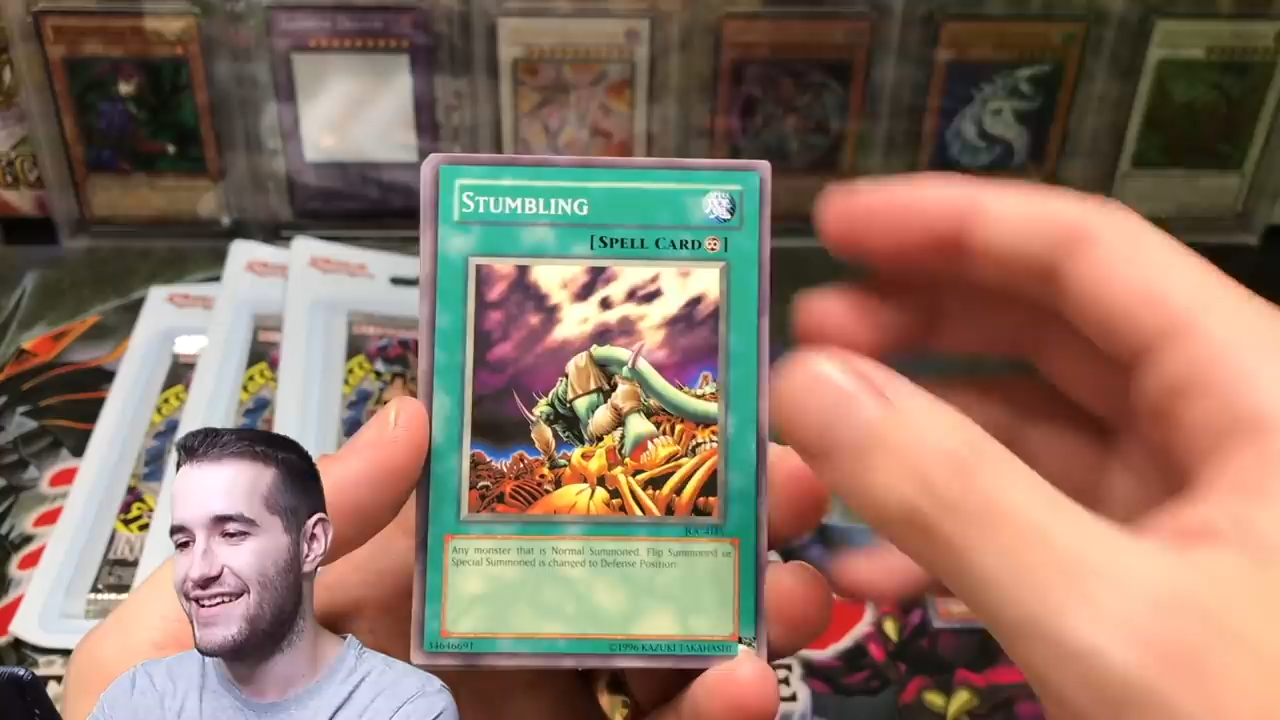 STUMBLING
[SPELL CARD]
Any monster that is Normal Summoned, Flip Summoned or
Special Summoned is changed to Defense Position.
34646691
©1996 KAZUKI TAKAHASHI